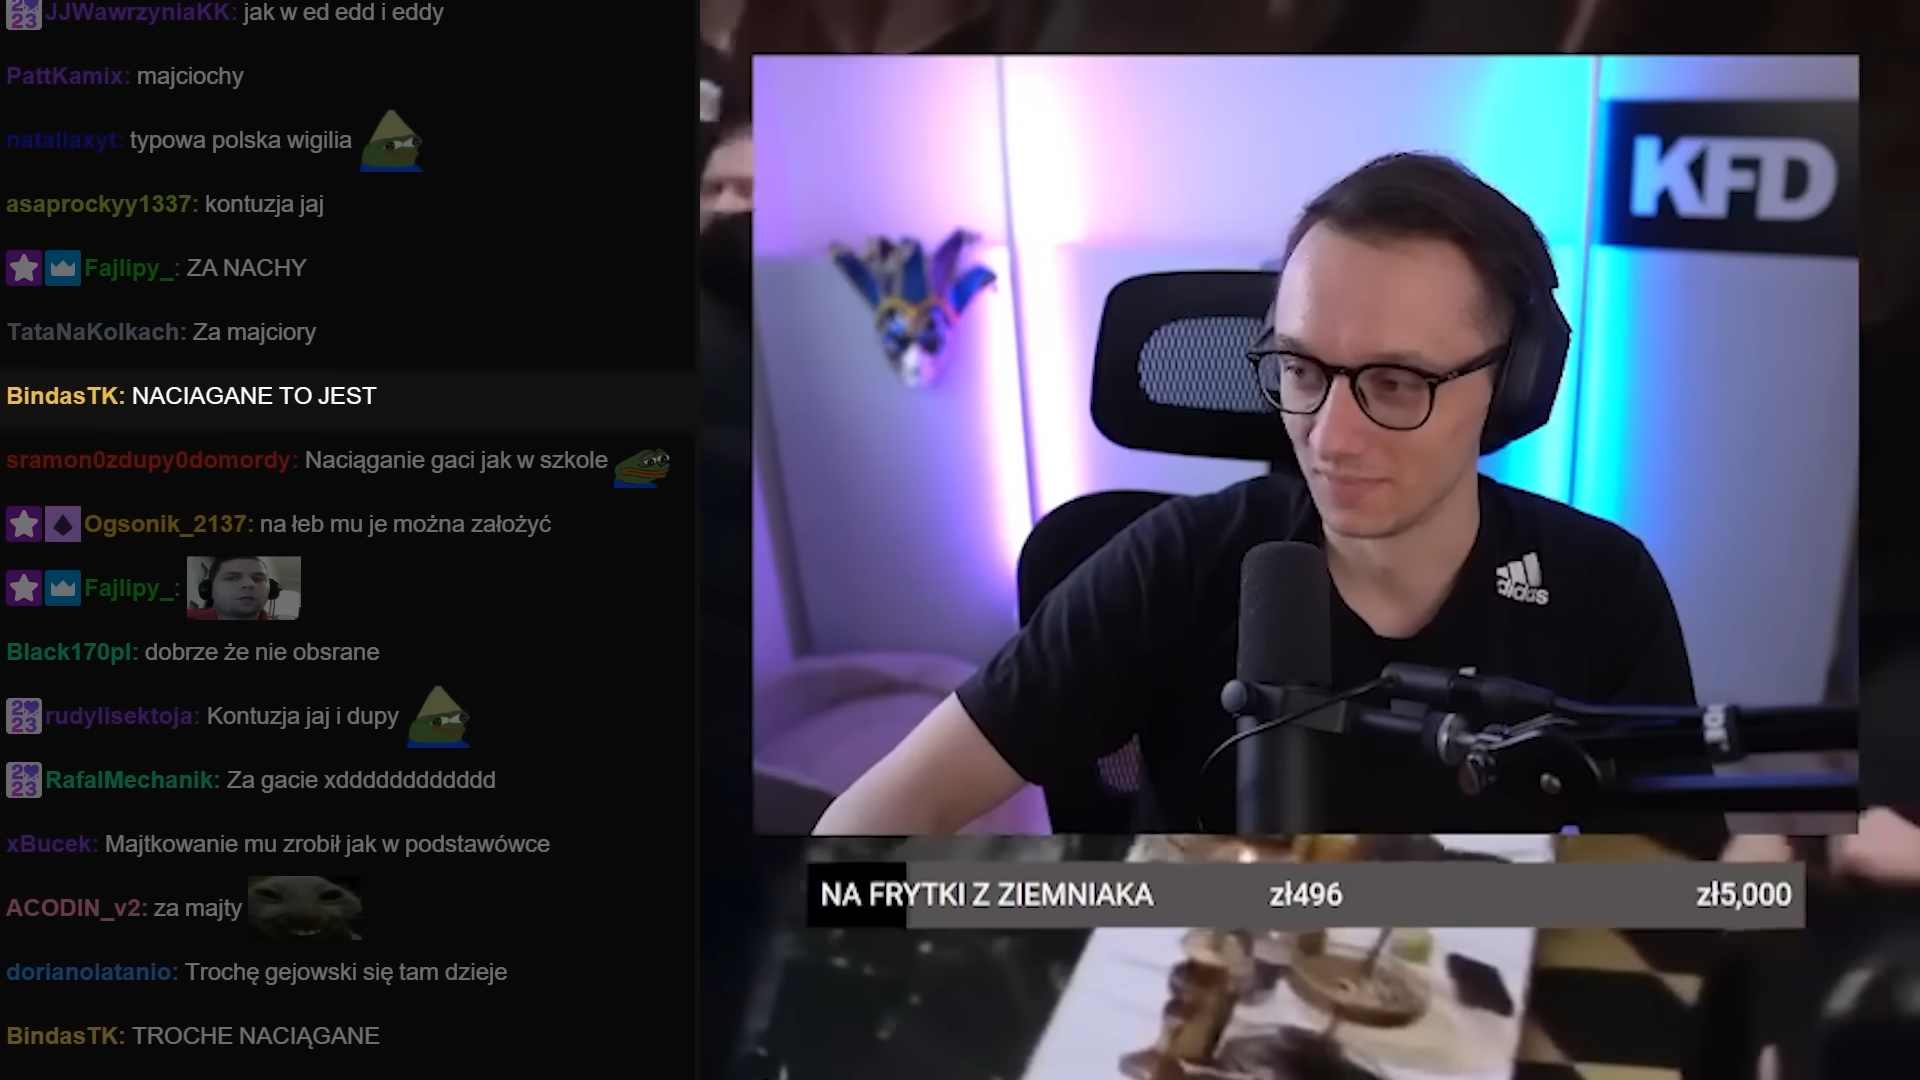 JJWawrzyniaKK: jak w ed edd i eddy
PattKamix: majciochy
nataliaxyt: typowa polska wigilia
asaprockyy1337: kontuzja jaj
Fajlipy_: ZA NACHY
TataNaKolkach: Za majciory
BindasTK: NACIAGANE TO JEST
sramon0zdupy0domordy: Naciąganie gaci jak w szkole
Ogsonik_2137: na łeb mu je można założyć
Fajlipy_:
Black170pl: dobrze że nie obsrane
2023 rudylisektoja: Kontuzja jaj i dupy
2023 RafalMechanik: Za gacie xdddddddddddd
xBucek: Majtkowanie mu zrobił jak w podstawówce
ACODIN_v2: za majty
dorianolatanio: Trochę gejowski się tam dzieje
BindasTK: TROCHE NACIĄGANE
KFD
adidas
NA FRYTKI Z ZIEMNIAKA zł496 zł5,000